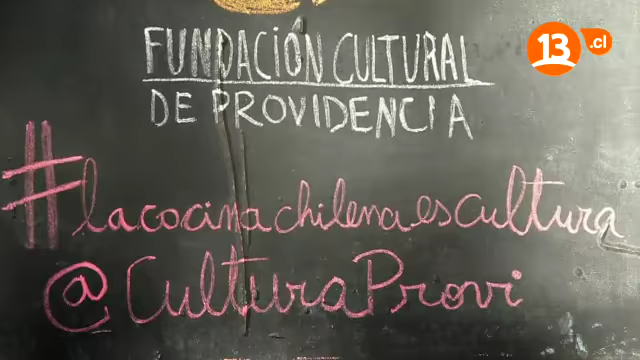 FUNDACIÓN CULTURAL
DE PROVIDENCIA
#lacocinachilenaescultura
@CulturaProvi
13.cl